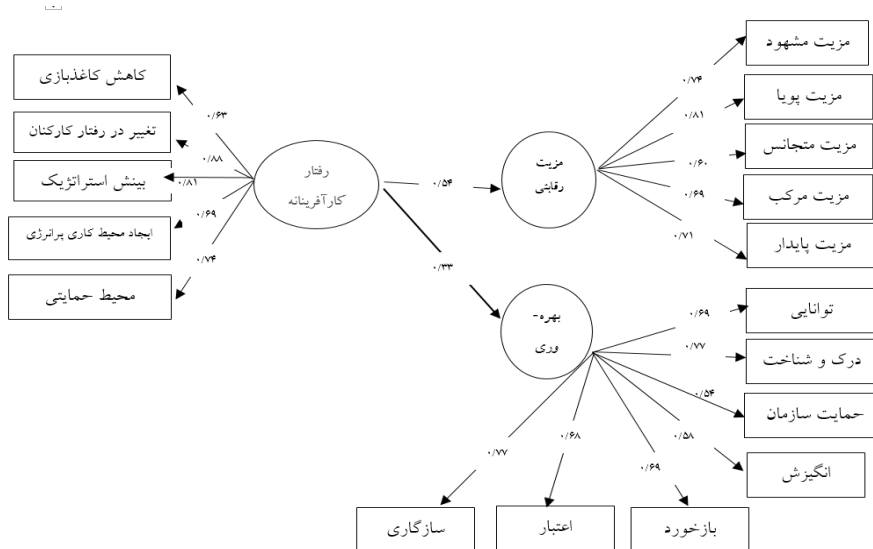 مزیت مشهود
کاهش کاغذبازی
۰/۷۴
مزیت پویا
۰/۶۳
۰/۸۱
تغییر در رفتار کارکنان
مزیت متجانس
۰/۸۸
رفتار
کارآفرینانه
مزیت
رقابتی
۰/۶۰
بینش استراتژیک
۰/۸۱
۰/۵۴
۰/۶۹
مزیت مرکب
۰/۶۹
ایجاد محیط کاری پرانرژی
۰/۷۱
مزیت پایدار
۰/۷۴
۰/۳۳
محیط حمایتی
بهره-
وری
توانایی
۰/۶۹
۰/۷۷
درک و شناخت
۰/۵۴
حمایت سازمان
۰/۵۸
انگیزش
۰/۷۷
۰/۶۸
۰/۶۹
بازخورد
اعتبار
سازگاری